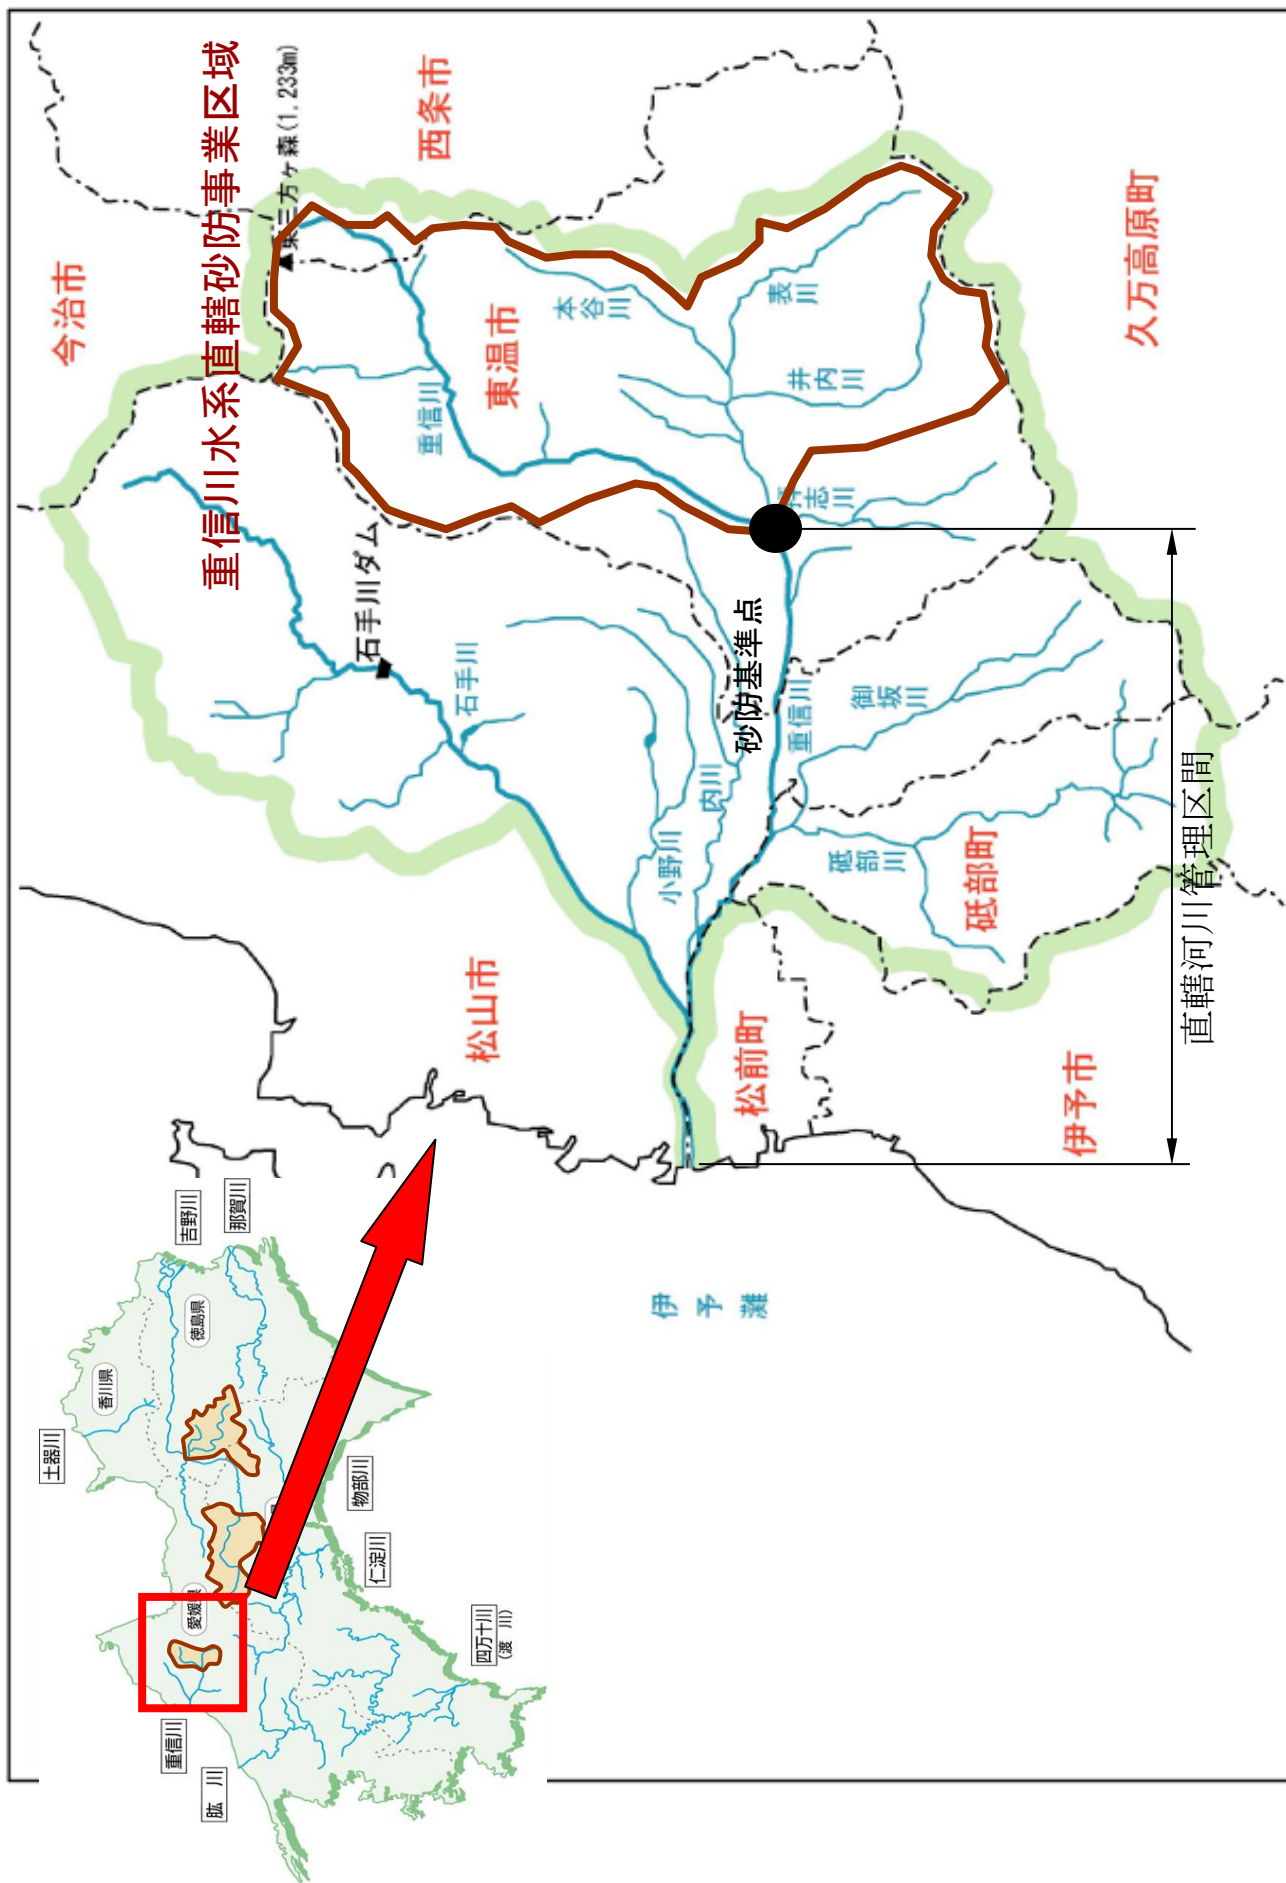 重信川水系直轄砂防事業区域
東三方ヶ森(1,233m)
今治市
西条市
東温市
久万高原町
松山市
松前町
砥部町
伊予市
伊
予
灘
石手川ダム
石手川
重信川
本谷川
表川
井内川
砂防基準点
重信川
内川
小野川
御坂川
砥部川
直轄河川管理区間
吉野川
那賀川
土器川
香川県
徳島県
愛媛県
物部川
仁淀川
四万十川
(渡 川)
重信川
肱 川